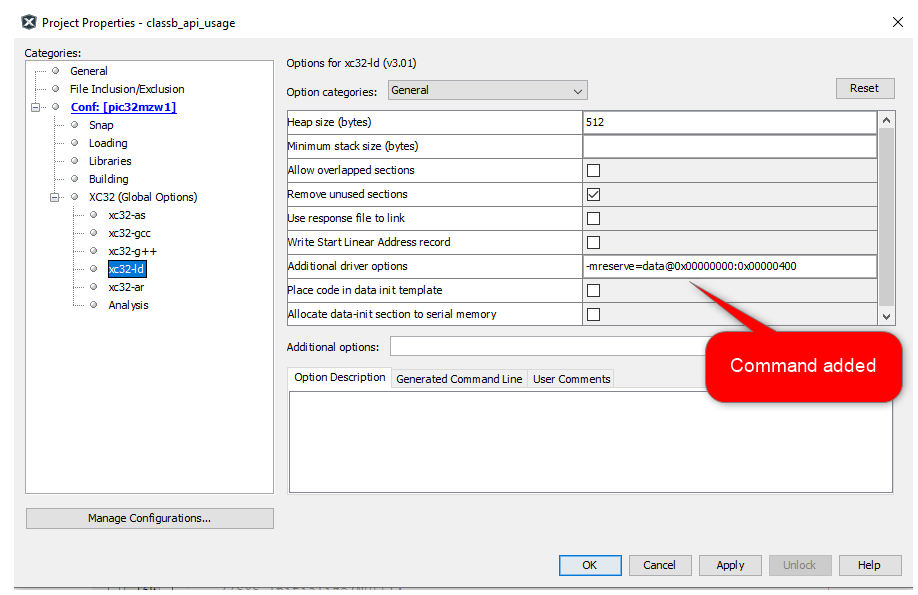 Project Properties - classb_api_usage
Categories:
General
File Inclusion/Exclusion
Conf: [pic32mzw1]
Snap
Loading
Libraries
Building
XC32 (Global Options)
xc32-as
xc32-gcc
xc32-g++
xc32-ld
xc32-ar
Analysis
Manage Configurations...
Options for xc32-ld (v3.01)
Option categories: General Reset
Heap size (bytes) 512
Minimum stack size (bytes)
Allow overlapped sections
Remove unused sections
Use response file to link
Write Start Linear Address record
Additional driver options -mreserve=data@0x00000000:0x00000400
Place code in data init template
Allocate data-init section to serial memory
Additional options:
Command added
Option Description Generated Command Line User Comments
OK Cancel Apply Unlock Help